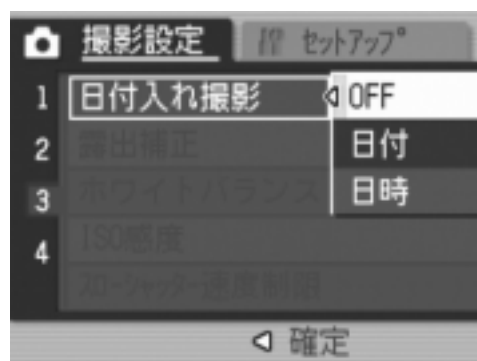 撮影設定 セットアップ
1 日付入れ撮影 OFF
2 露出補正 日付
3 ホワイトバランス 日時
4 ISO感度
スローシャッター速度制限
確定